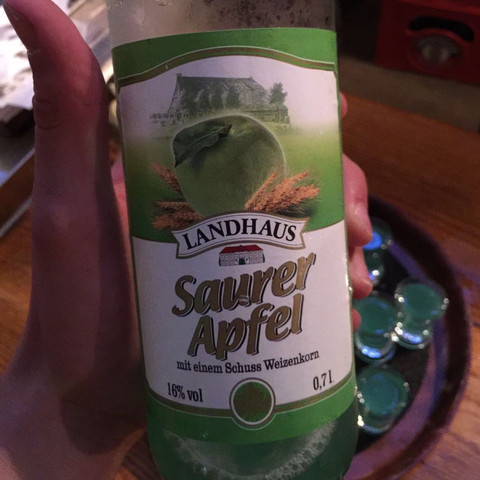 LANDHAUS
Saurer
Apfel
mit einem Schuss Weizenkorn
16% vol
0,7 l